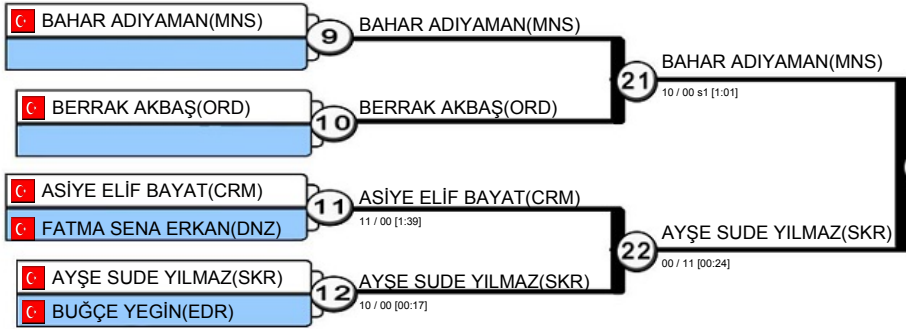 BAHAR ADIYAMAN(MNS)
9
BAHAR ADIYAMAN(MNS)
21
BAHAR ADIYAMAN(MNS)
10 / 00 s1 [1:01]
BERRAK AKBAŞ(ORD)
10
BERRAK AKBAŞ(ORD)
ASİYE ELİF BAYAT(CRM)
11
ASİYE ELİF BAYAT(CRM)
11 / 00 [1:39]
FATMA SENA ERKAN(DNZ)
22
AYŞE SUDE YILMAZ(SKR)
00 / 11 [00:24]
AYŞE SUDE YILMAZ(SKR)
12
AYŞE SUDE YILMAZ(SKR)
10 / 00 [00:17]
BUĞÇE YEGİN(EDR)